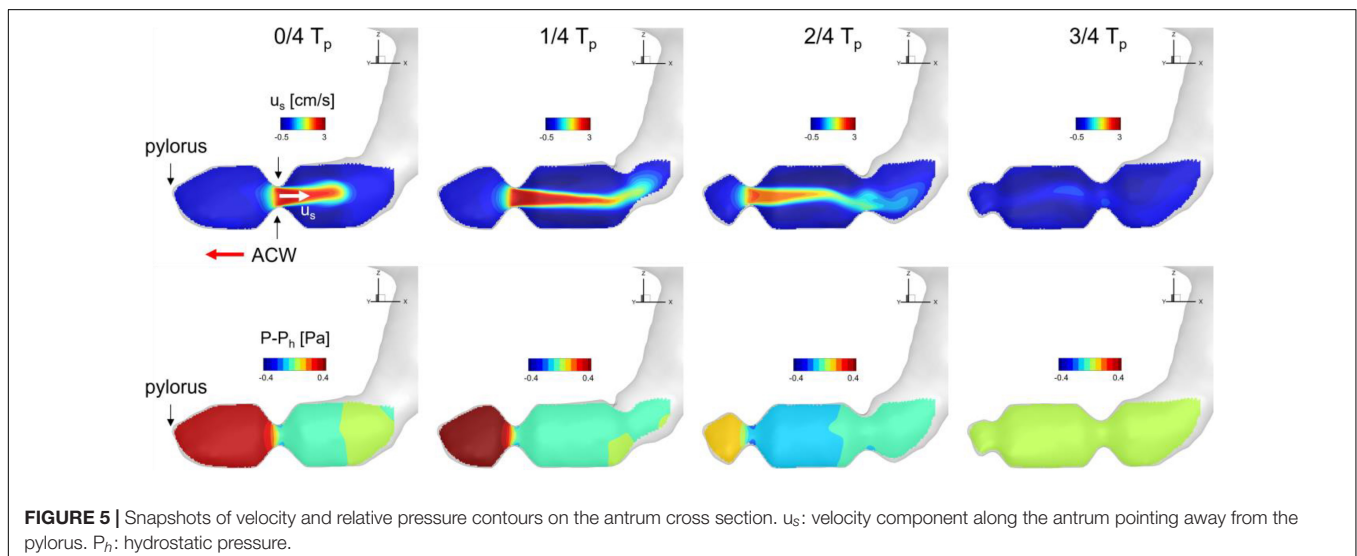 0/4 Tₚ 1/4 Tₚ 2/4 Tₚ 3/4 Tₚ
Z Z Z Z
Y X Y X Y X Y X
uₛ [cm/s]
-0.5 3 -0.5 3 -0.5 3 -0.5 3
pylorus
uₛ
ACW
Z Z Z Z
Y X Y X Y X Y X
P-Pₕ [Pa]
-0.4 0.4 -0.4 0.4 -0.4 0.4 -0.4 0.4
pylorus
FIGURE 5 | Snapshots of velocity and relative pressure contours on the antrum cross section. uₛ: velocity component along the antrum pointing away from the
pylorus. Pₕ: hydrostatic pressure.